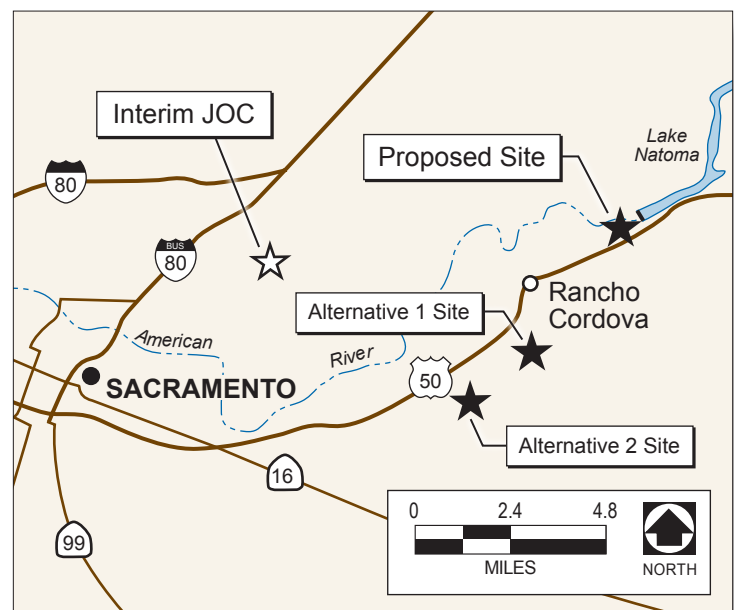 Interim JOC
Lake
Natoma
Proposed Site
80
BUS
80
Rancho
Cordova
Alternative 1 Site
American
River
50
SACRAMENTO
Alternative 2 Site
16
99
0 2.4 4.8
MILES
NORTH